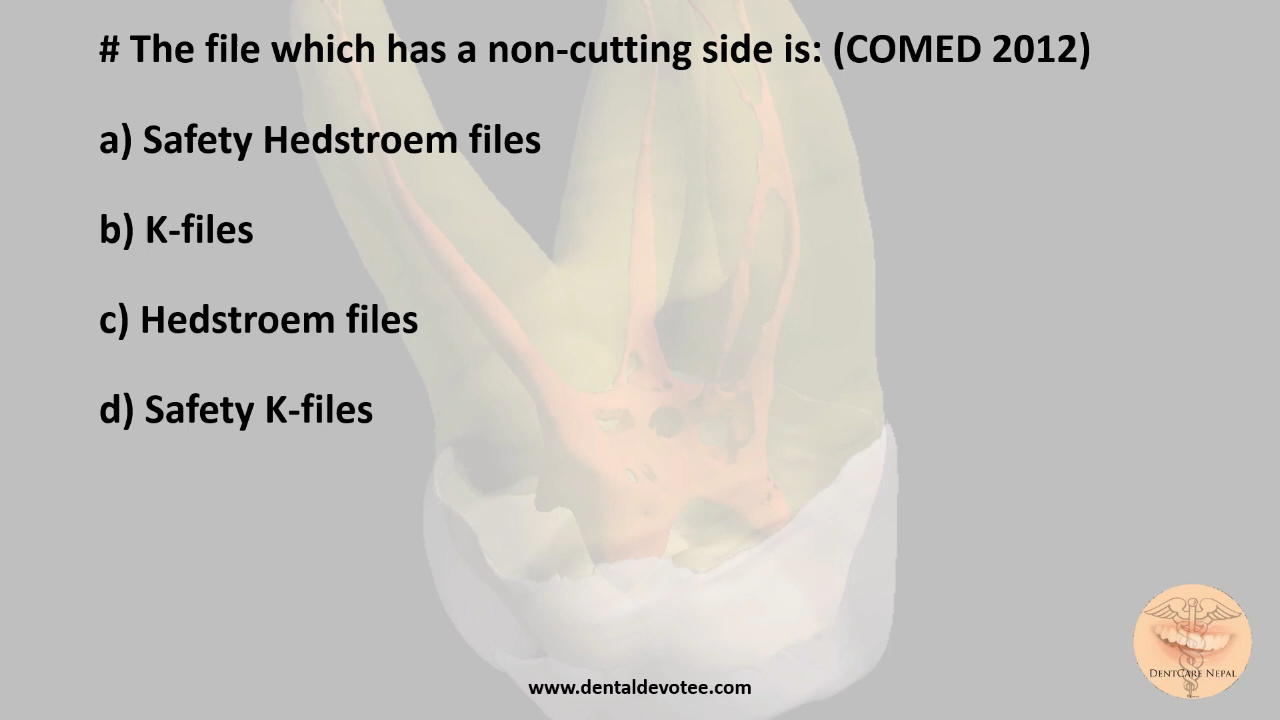 # The file which has a non-cutting side is: (COMED 2012)
a) Safety Hedstroem files
b) K-files
c) Hedstroem files
d) Safety K-files
DENTCARE NEPAL
www.dentaldevotee.com